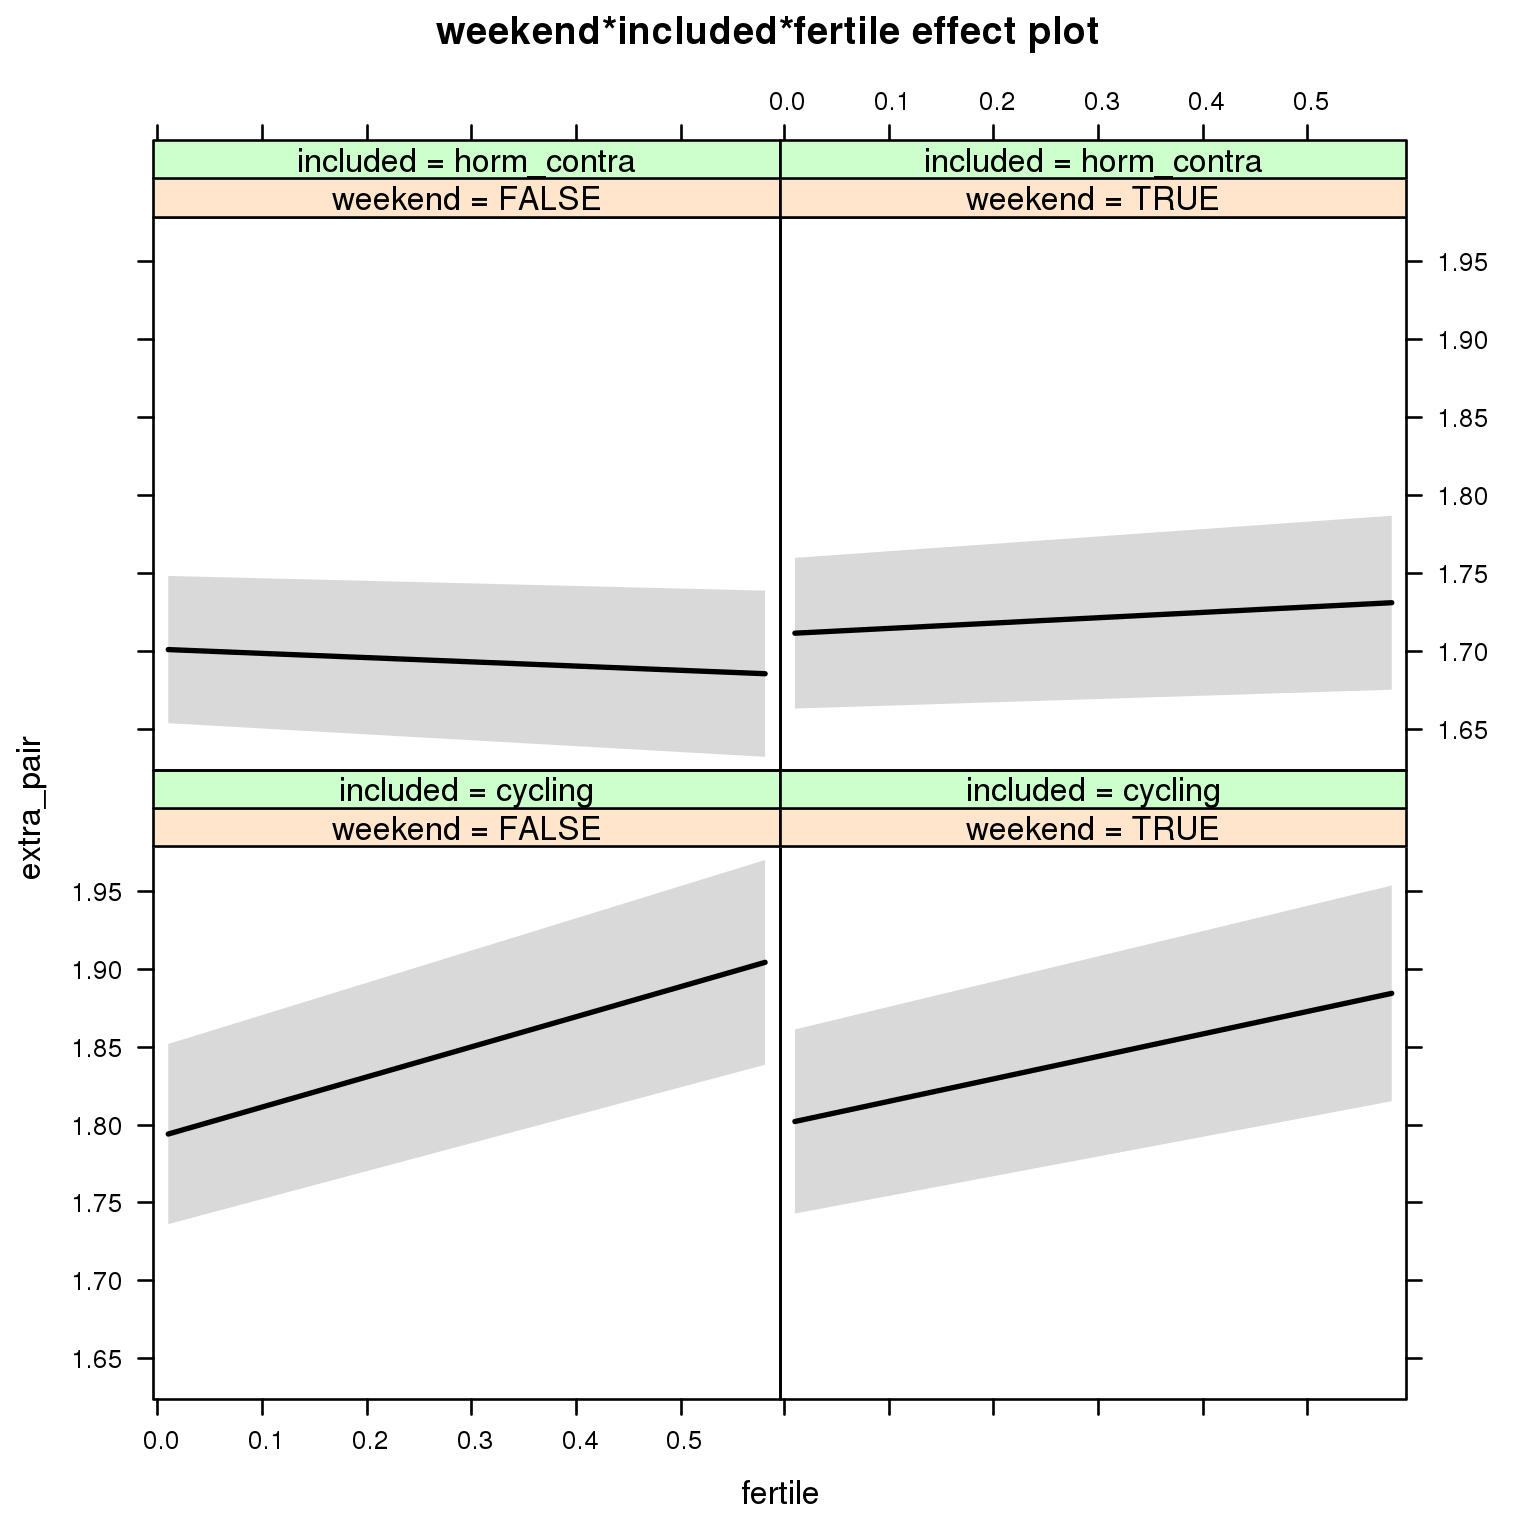 weekend*included*fertile effect plot
0.0 0.1 0.2 0.3 0.4 0.5
included = horm_contra included = horm_contra
weekend = FALSE weekend = TRUE
1.95
1.90
1.85
1.80
1.75
1.70
1.65
included = cycling included = cycling
weekend = FALSE weekend = TRUE
extra_pair
1.95
1.90
1.85
1.80
1.75
1.70
1.65
0.0 0.1 0.2 0.3 0.4 0.5
fertile